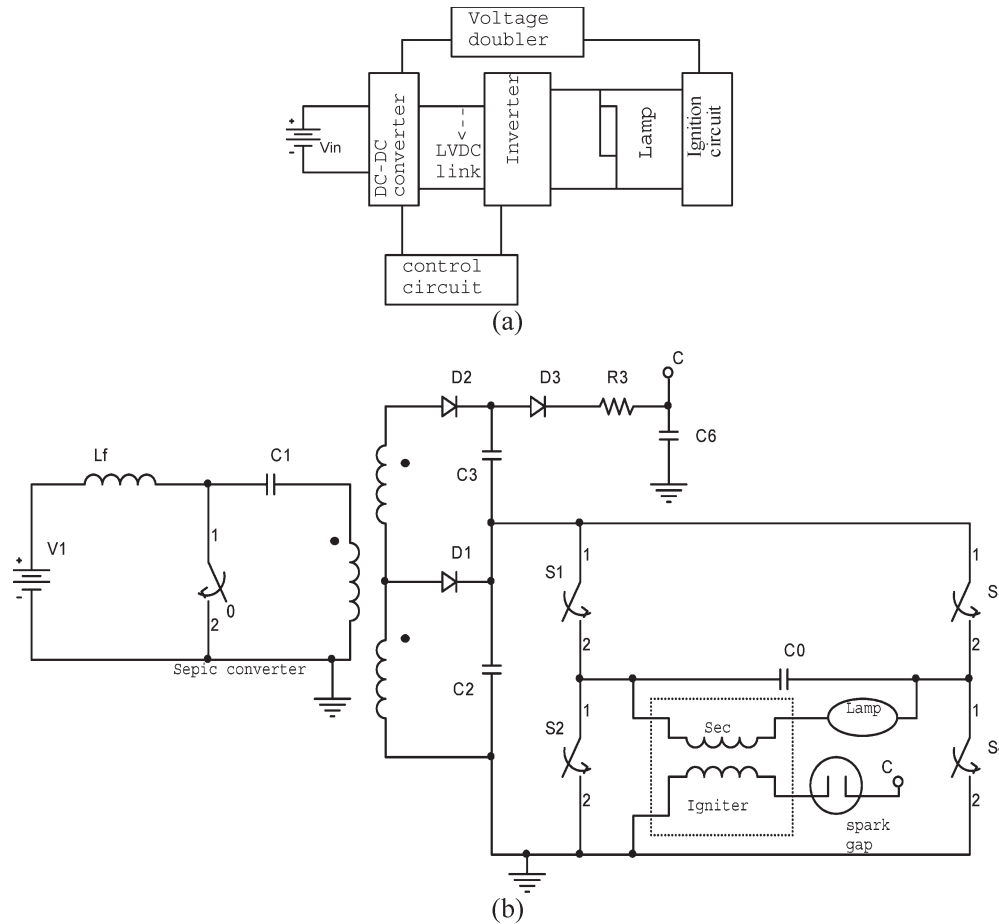 Voltage
doubler
DC-DC
converter
+
-
Vin
<---
LVDC
link
Inverter
Lamp
Ignition
circuit
control
circuit
(a)
D2
D3
R3
C
C6
C3
Lf
C1
V1
+
-
1
0
2
Sepic converter
D1
C2
S1
1
2
S
1
2
C0
S2
1
2
Sec
Lamp
Igniter
C
spark
gap
1
2
(b)